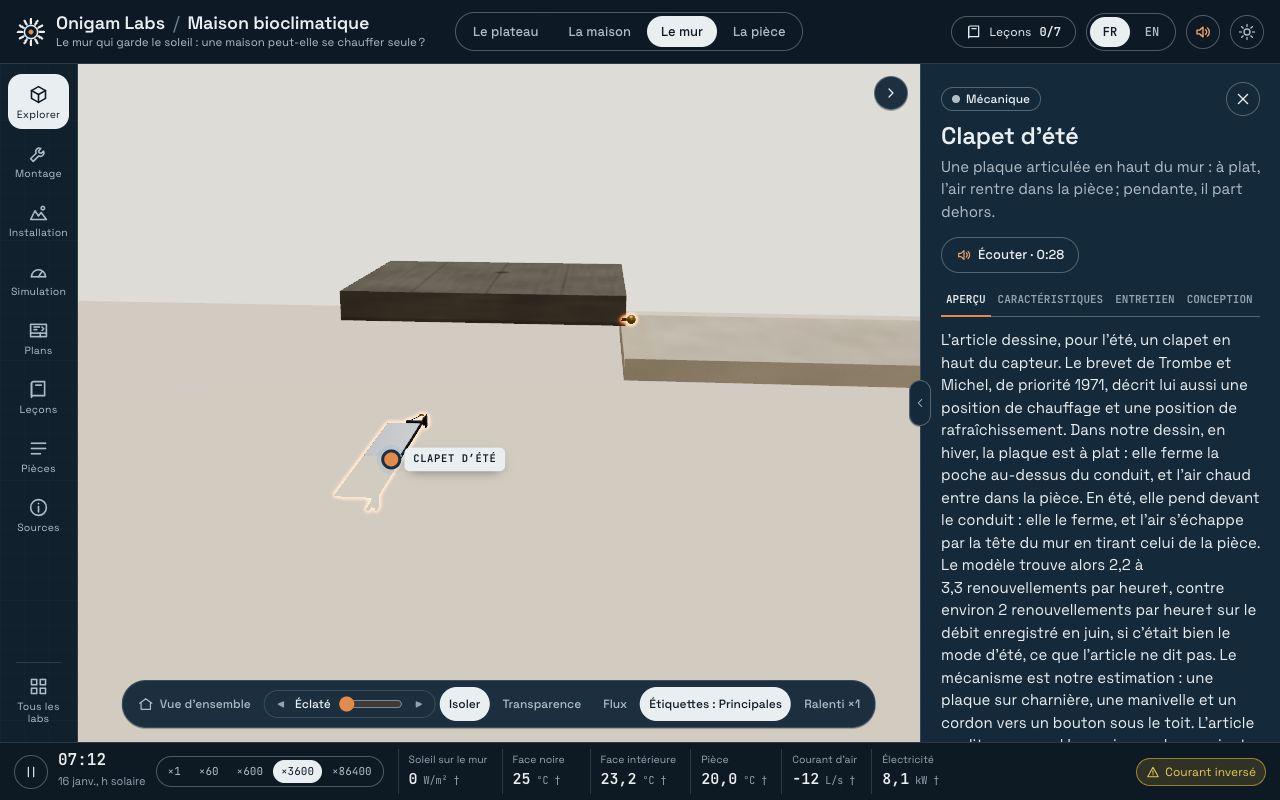 Onigam Labs / Maison bioclimatique
Le mur qui garde le soleil : une maison peut-elle se chauffer seule ?
Le plateau
La maison
Le mur
La pièce
Leçons 0/7
FR
EN
Explorer
Montage
Installation
Simulation
Plans
Leçons
Pièces
Sources
Tous les
labs
CLAPET D'ÉTÉ
Vue d'ensemble
Éclaté
Isoler
Transparence
Flux
Étiquettes : Principales
Ralenti ×1
Mécanique
Clapet d'été
Une plaque articulée en haut du mur : à plat,
l'air rentre dans la pièce ; pendante, il part
dehors.
Écouter · 0:28
APERÇU
CARACTÉRISTIQUES
ENTRETIEN
CONCEPTION
L'article dessine, pour l'été, un clapet en
haut du capteur. Le brevet de Trombe et
Michel, de priorité 1971, décrit lui aussi une
position de chauffage et une position de
rafraîchissement. Dans notre dessin, en
hiver, la plaque est à plat : elle ferme la
poche au-dessus du conduit, et l'air chaud
entre dans la pièce. En été, elle pend devant
le conduit : elle le ferme, et l'air s'échappe
par la tête du mur en tirant celui de la pièce.
Le modèle trouve alors 2,2 à
3,3 renouvellements par heure†, contre
environ 2 renouvellements par heure† sur le
débit enregistré en juin, si c'était bien le
mode d'été, ce que l'article ne dit pas. Le
mécanisme est notre estimation : une
plaque sur charnière, une manivelle et un
cordon vers un bouton sous le toit. L'article
07:12
16 janv., h solaire
×1
×60
×600
×3600
×86400
Soleil sur le mur
0 W/m² †
Face noire
25 °C †
Face intérieure
23,2 °C †
Pièce
20,0 °C †
Courant d'air
-12 L/s †
Électricité
8,1 kW †
Courant inversé